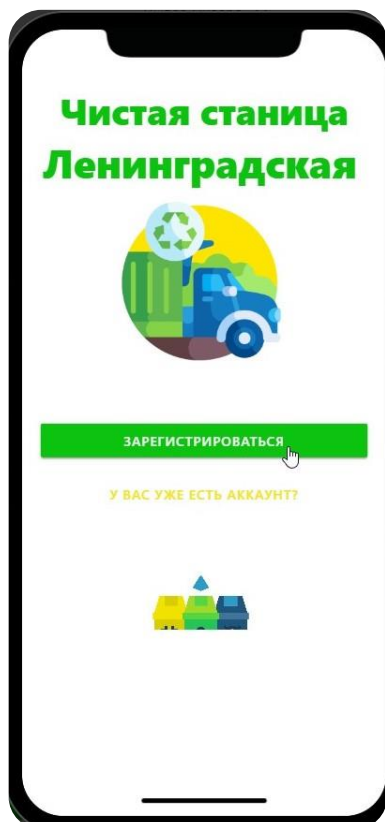 Чистая станица
Ленинградская
ЗАРЕГИСТРИРОВАТЬСЯ
У ВАС УЖЕ ЕСТЬ АККАУНТ?